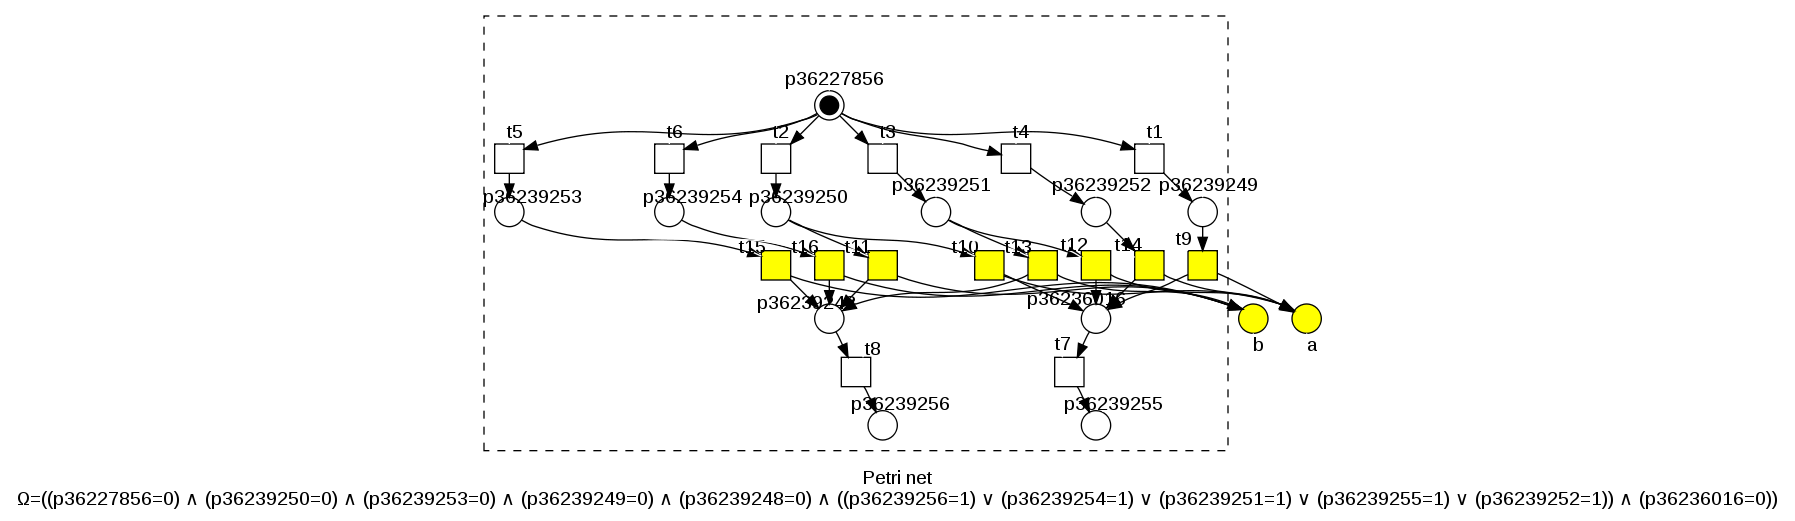 p36227856
t5 t6 t2 t3 t4 t1
p36239253 p36239254 p36239250 p36239251 p36239252 p36239249
t15 t16 t11 t10 t13 t12 t14 t9
p36239248 p36236016
b a
t8 t7
p36239256 p36239255
Petri net
Ω=((p36227856=0) ∧ (p36239250=0) ∧ (p36239253=0) ∧ (p36239249=0) ∧ (p36239248=0) ∧ ((p36239256=1) ∨ (p36239254=1) ∨ (p36239251=1) ∨ (p36239255=1) ∨ (p36239252=1)) ∧ (p36236016=0))